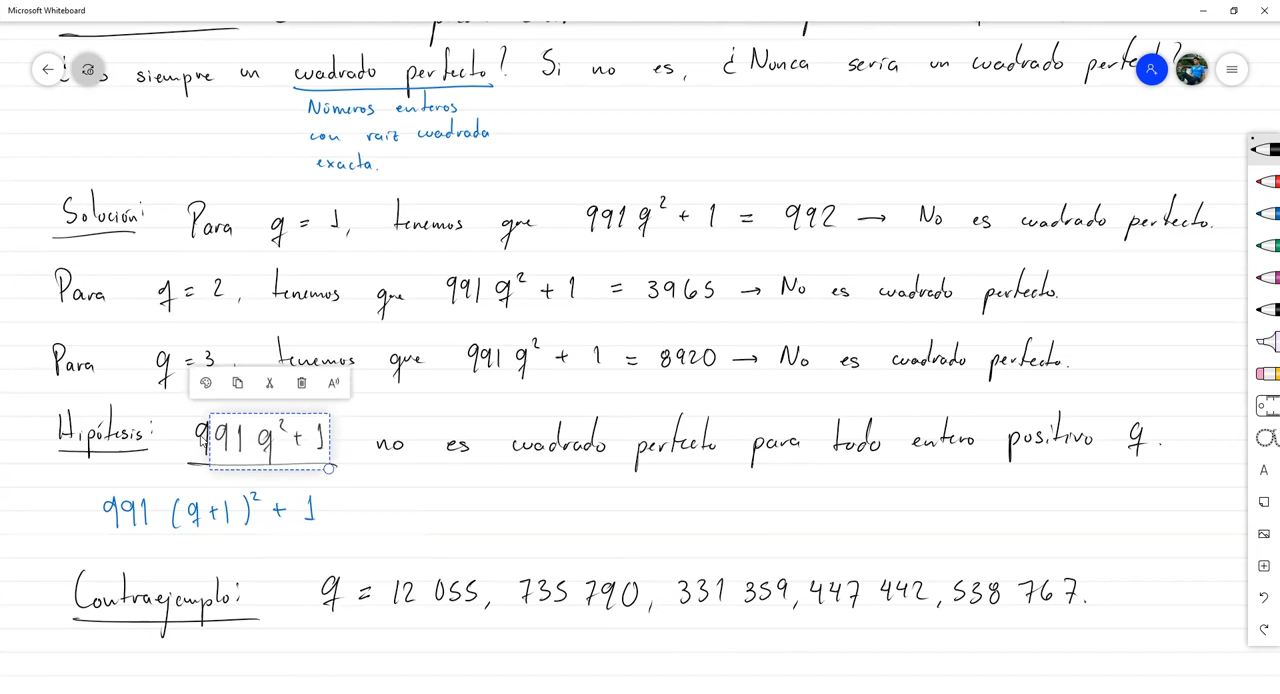 Microsoft Whiteboard
siempre un cuadrado perfecto? Si no es, ¿Nunca sería un cuadrado
Números enteros
con raíz cuadrada
exacta.
Solución: Para q = 1, tenemos que 991 q² + 1 = 992 → No es cuadrado perfecto.
Para q = 2, tenemos que 991 q² + 1 = 3965 → No es cuadrado perfecto.
Para q = 3, tenemos que 991 q² + 1 = 8920 → No es cuadrado perfecto.
Hipótesis: 991 q² + 1 no es cuadrado perfecto para todo entero positivo q.
991 (q+1)² + 1
Contraejemplo: q = 12 055, 735 790, 331 359, 447 442, 538 767.